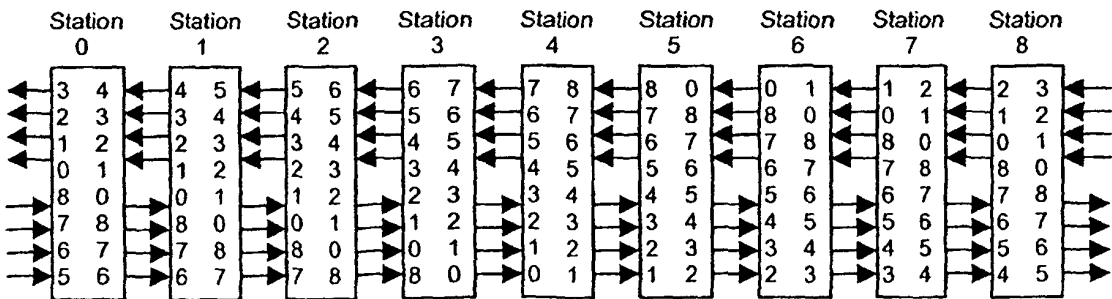 Station Station Station Station Station Station Station Station Station
0 1 2 3 4 5 6 7 8
3 4 4 5 5 6 6 7 7 8 8 0 0 1 1 2 2 3
2 3 3 4 4 5 5 6 6 7 7 8 8 0 0 1 1 2
1 2 2 3 3 4 4 5 5 6 6 7 7 8 8 0 0 1
0 1 1 2 2 3 3 4 4 5 5 6 6 7 7 8 8 0
8 0 0 1 1 2 2 3 3 4 4 5 5 6 6 7 7 8
7 8 8 0 0 1 1 2 2 3 3 4 4 5 5 6 6 7
6 7 7 8 8 0 0 1 1 2 2 3 3 4 4 5 5 6
5 6 6 7 7 8 8 0 0 1 1 2 2 3 3 4 4 5